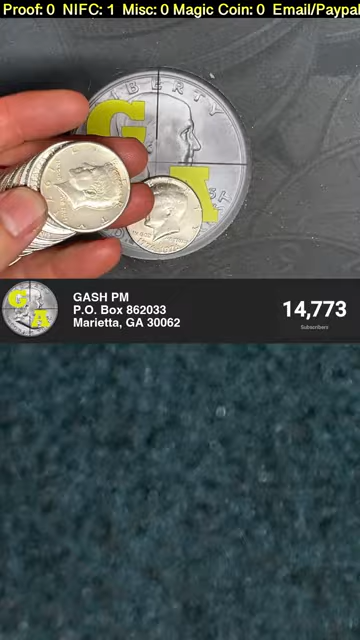 Proof: 0 NIFC: 1 Misc: 0 Magic Coin: 0 Email/Paypal
LIBERTY
G
A
GASH PM
P.O. Box 862033
Marietta, GA 30062
14,773
Subscribers
GA